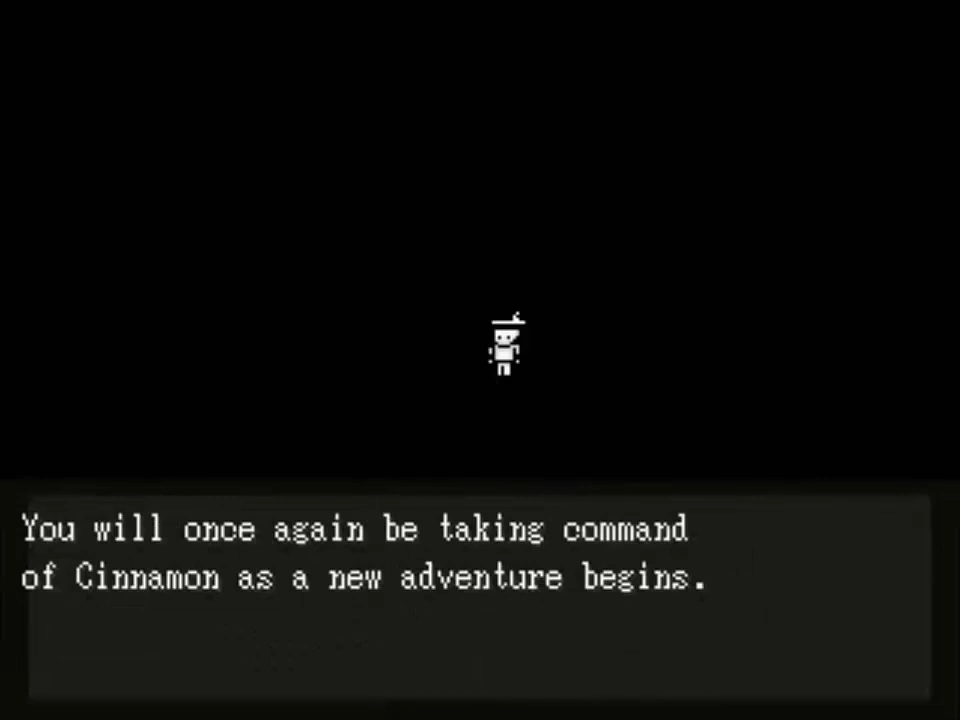 You will once again be taking command
of Cinnamon as a new adventure begins.